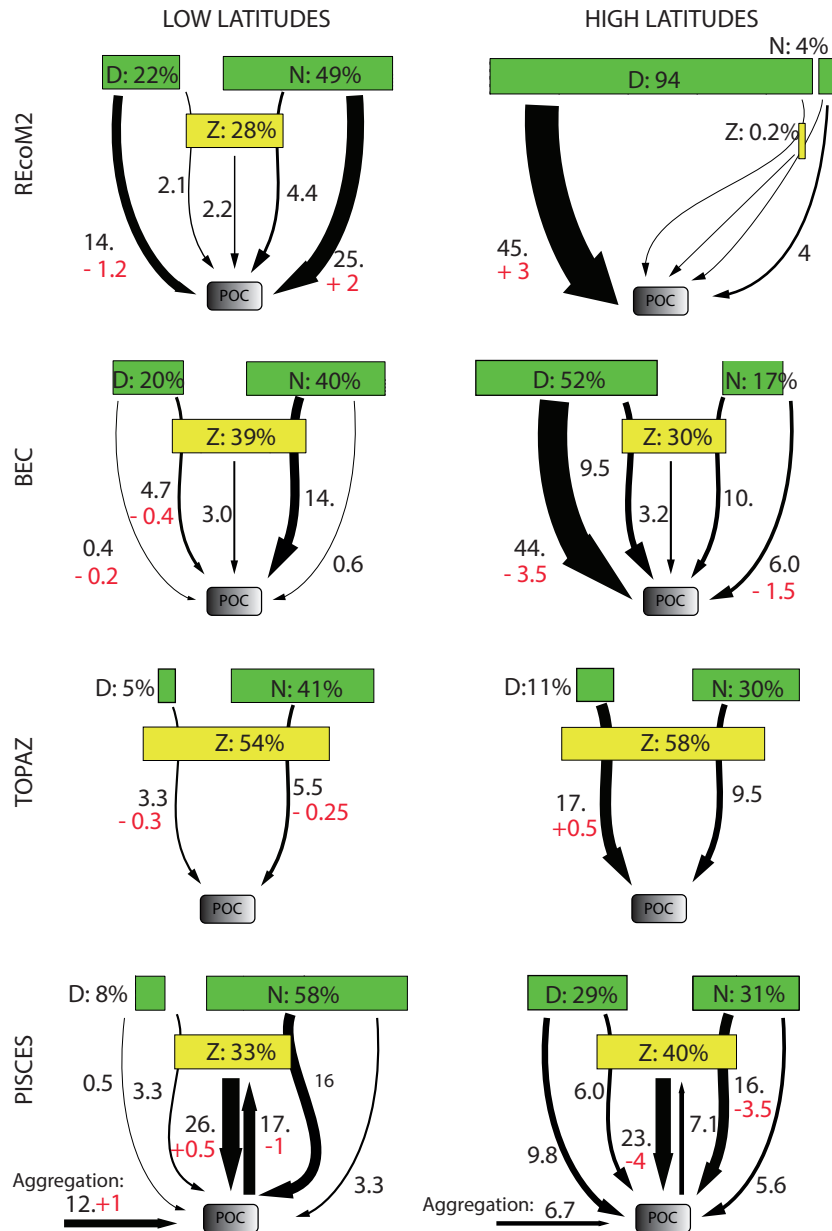 LOW LATITUDES
HIGH LATITUDES
REcoM2
D: 22%
N: 49%
Z: 28%
2.1
2.2
4.4
14.
- 1.2
25.
+ 2
POC
N: 4%
D: 94
Z: 0.2%
45.
+ 3
4
POC
BEC
D: 20%
N: 40%
Z: 39%
4.7
- 0.4
3.0
14.
0.4
- 0.2
0.6
POC
D: 52%
N: 17%
Z: 30%
9.5
3.2
10.
44.
- 3.5
6.0
- 1.5
POC
TOPAZ
D: 5%
N: 41%
Z: 54%
3.3
- 0.3
5.5
- 0.25
POC
D:11%
N: 30%
Z: 58%
17.
+0.5
9.5
POC
PISCES
D: 8%
N: 58%
Z: 33%
0.5
3.3
26.
+0.5
17.
-1
16
3.3
Aggregation:
12.+1
POC
D: 29%
N: 31%
Z: 40%
6.0
16.
-3.5
23.
-4
7.1
9.8
5.6
Aggregation:
6.7
POC